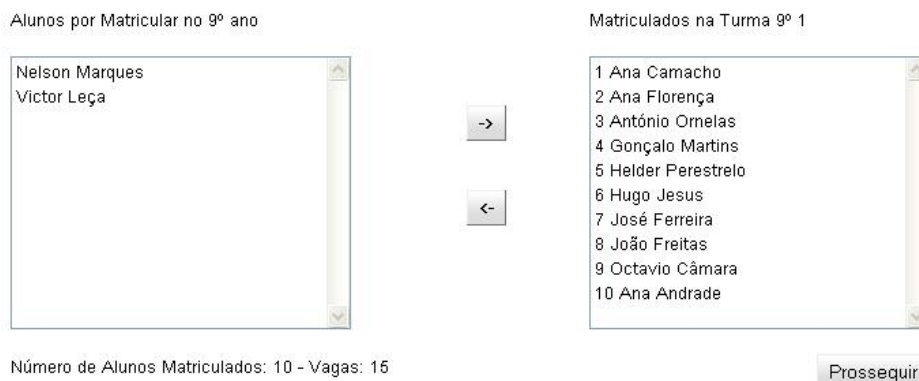 Alunos por Matricular no 9º ano
Nelson Marques
Victor Leça
->
<-
Matriculados na Turma 9º 1
1 Ana Camacho
2 Ana Florença
3 António Ornelas
4 Gonçalo Martins
5 Helder Perestrelo
6 Hugo Jesus
7 José Ferreira
8 João Freitas
9 Octavio Câmara
10 Ana Andrade
Número de Alunos Matriculados: 10 - Vagas: 15
Prosseguir